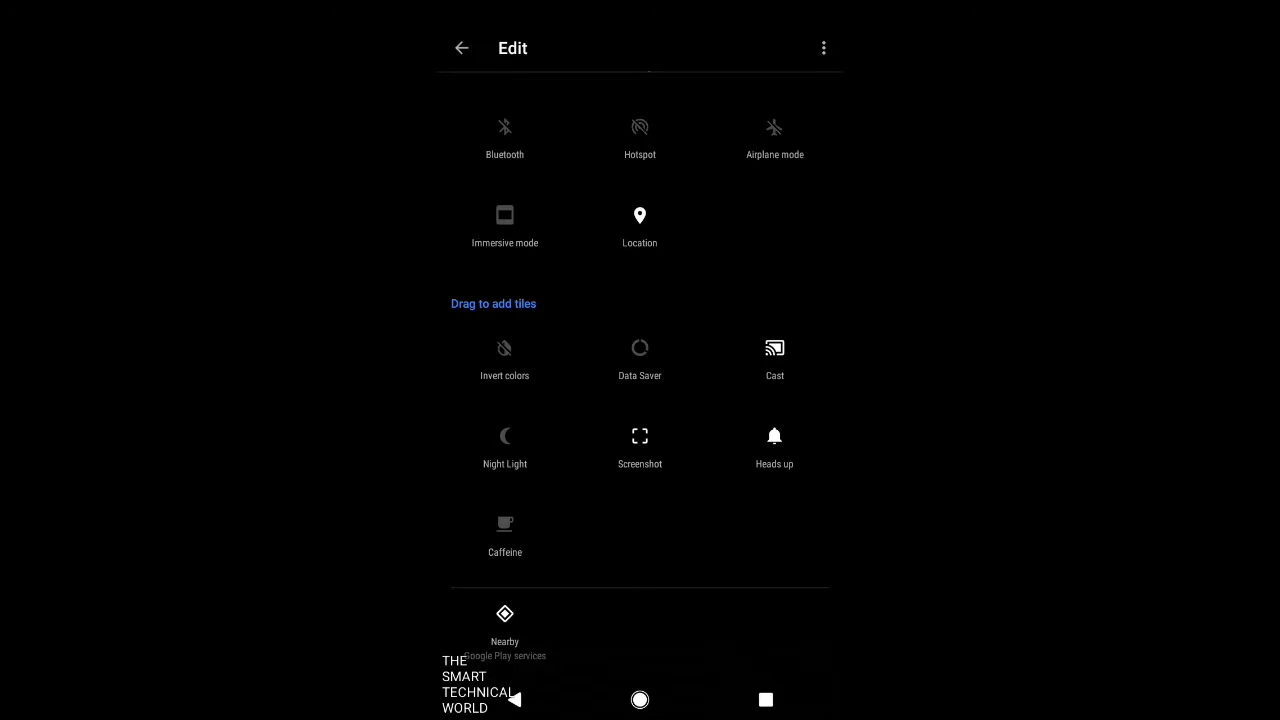 Edit
Bluetooth Hotspot Airplane mode
Immersive mode Location
Drag to add tiles
Invert colors Data Saver Cast
Night Light Screenshot Heads up
Caffeine
Nearby
Google Play services
THE
SMART
TECHNICAL
WORLD